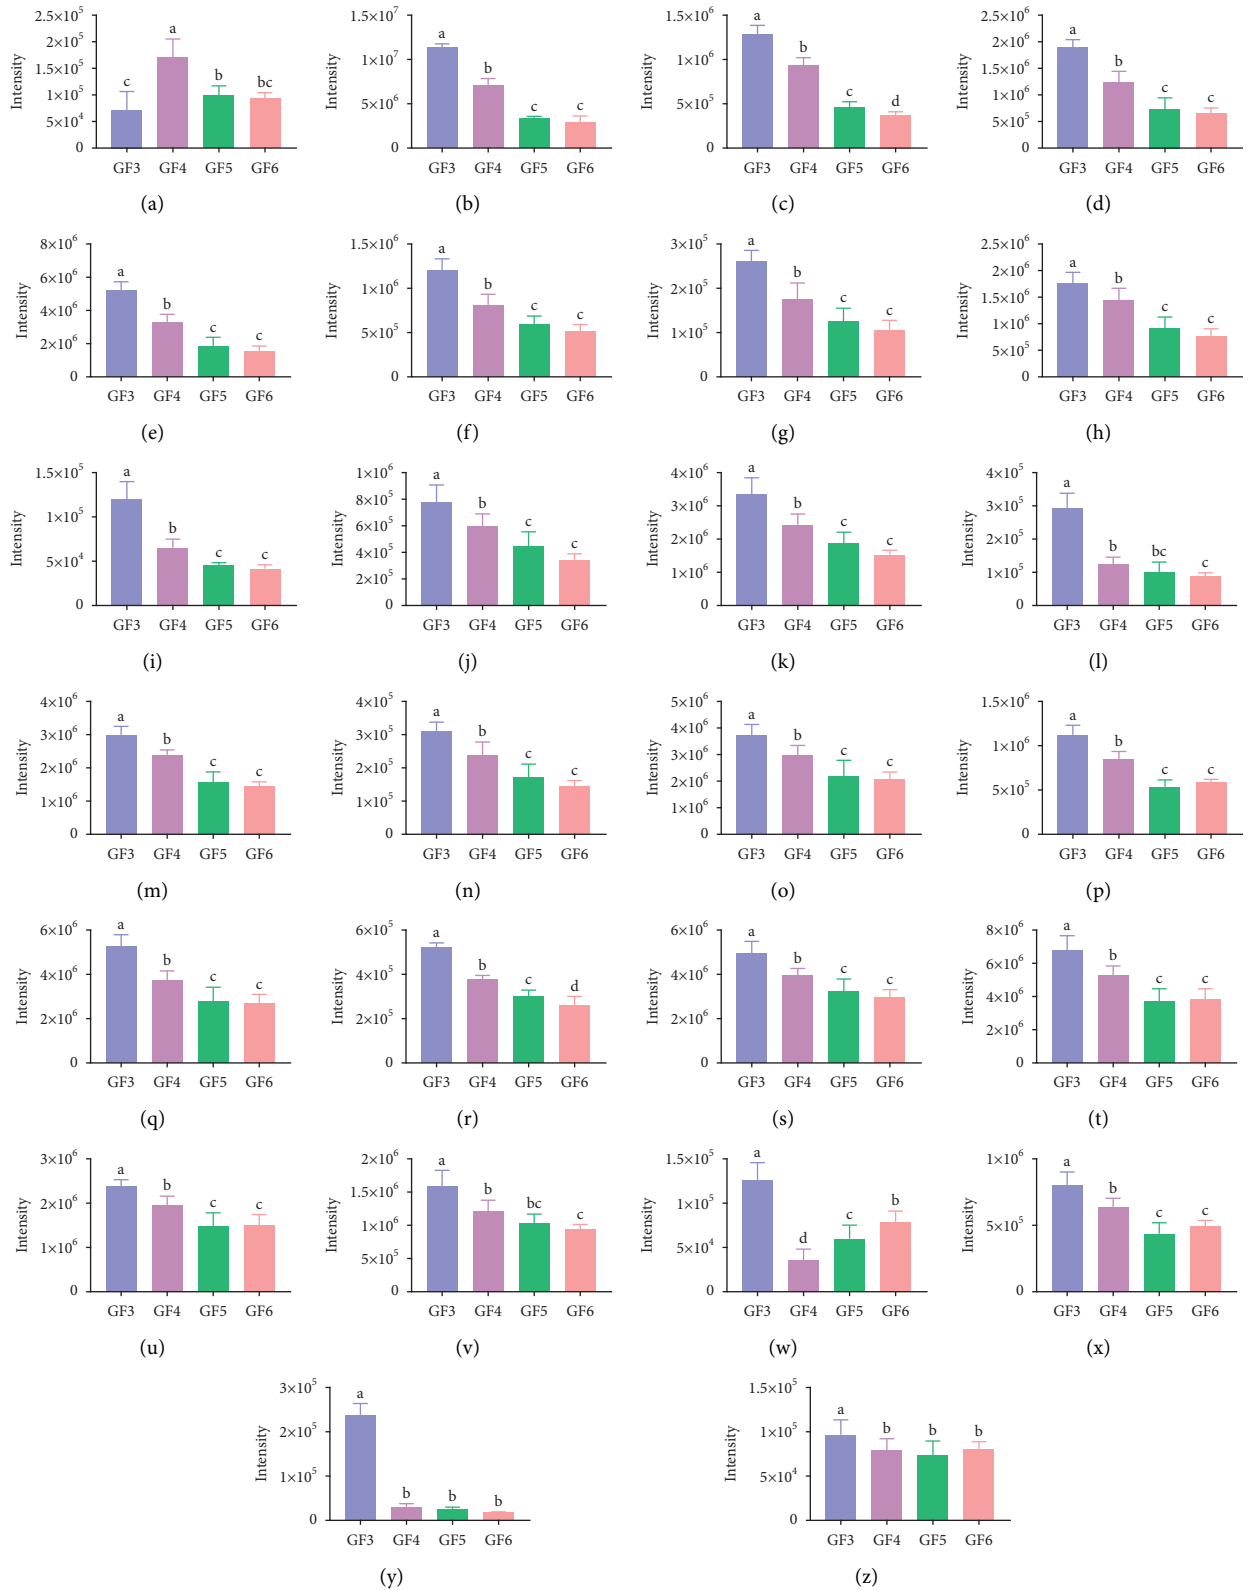 2.5×10⁵
2×10⁵
1.5×10⁵
1×10⁵
5×10⁴
0
Intensity
c a b bc
GF3 GF4 GF5 GF6
(a)
1.5×10⁷
1×10⁷
5×10⁶
0
Intensity
a b c c
GF3 GF4 GF5 GF6
(b)
1.5×10⁶
1×10⁶
5×10⁵
0
Intensity
a b c d
GF3 GF4 GF5 GF6
(c)
2.5×10⁶
2×10⁶
1.5×10⁶
1×10⁶
5×10⁵
0
Intensity
a b c c
GF3 GF4 GF5 GF6
(d)
8×10⁶
6×10⁶
4×10⁶
2×10⁶
0
Intensity
a b c c
GF3 GF4 GF5 GF6
(e)
1.5×10⁶
1×10⁶
5×10⁵
0
Intensity
a b c c
GF3 GF4 GF5 GF6
(f)
3×10⁵
2×10⁵
1×10⁵
0
Intensity
a b c c
GF3 GF4 GF5 GF6
(g)
2.5×10⁶
2×10⁶
1.5×10⁶
1×10⁶
5×10⁵
0
Intensity
a b c c
GF3 GF4 GF5 GF6
(h)
1.5×10⁵
1×10⁵
5×10⁴
0
Intensity
a b c c
GF3 GF4 GF5 GF6
(i)
1×10⁶
8×10⁵
6×10⁵
4×10⁵
2×10⁵
0
Intensity
a b c c
GF3 GF4 GF5 GF6
(j)
4×10⁶
3×10⁶
2×10⁶
1×10⁶
0
Intensity
a b c c
GF3 GF4 GF5 GF6
(k)
4×10⁵
3×10⁵
2×10⁵
1×10⁵
0
Intensity
a b bc c
GF3 GF4 GF5 GF6
(l)
4×10⁶
3×10⁶
2×10⁶
1×10⁶
0
Intensity
a b c c
GF3 GF4 GF5 GF6
(m)
4×10⁵
3×10⁵
2×10⁵
1×10⁵
0
Intensity
a b c c
GF3 GF4 GF5 GF6
(n)
5×10⁶
4×10⁶
3×10⁶
2×10⁶
1×10⁶
0
Intensity
a b c c
GF3 GF4 GF5 GF6
(o)
1.5×10⁶
1×10⁶
5×10⁵
0
Intensity
a b c c
GF3 GF4 GF5 GF6
(p)
6×10⁶
4×10⁶
2×10⁶
0
Intensity
a b c c
GF3 GF4 GF5 GF6
(q)
6×10⁵
4×10⁵
2×10⁵
0
Intensity
a b c d
GF3 GF4 GF5 GF6
(r)
6×10⁶
4×10⁶
2×10⁶
0
Intensity
a b c c
GF3 GF4 GF5 GF6
(s)
8×10⁶
6×10⁶
4×10⁶
2×10⁶
0
Intensity
a b c c
GF3 GF4 GF5 GF6
(t)
3×10⁶
2×10⁶
1×10⁶
0
Intensity
a b c c
GF3 GF4 GF5 GF6
(u)
2×10⁶
1.5×10⁶
1×10⁶
5×10⁵
0
Intensity
a b bc c
GF3 GF4 GF5 GF6
(v)
1.5×10⁵
1×10⁵
5×10⁴
0
Intensity
a d c b
GF3 GF4 GF5 GF6
(w)
1×10⁶
5×10⁵
0
Intensity
a b c c
GF3 GF4 GF5 GF6
(x)
3×10⁵
2×10⁵
1×10⁵
0
Intensity
a b b b
GF3 GF4 GF5 GF6
(y)
1.5×10⁵
1×10⁵
5×10⁴
0
Intensity
a b b b
GF3 GF4 GF5 GF6
(z)